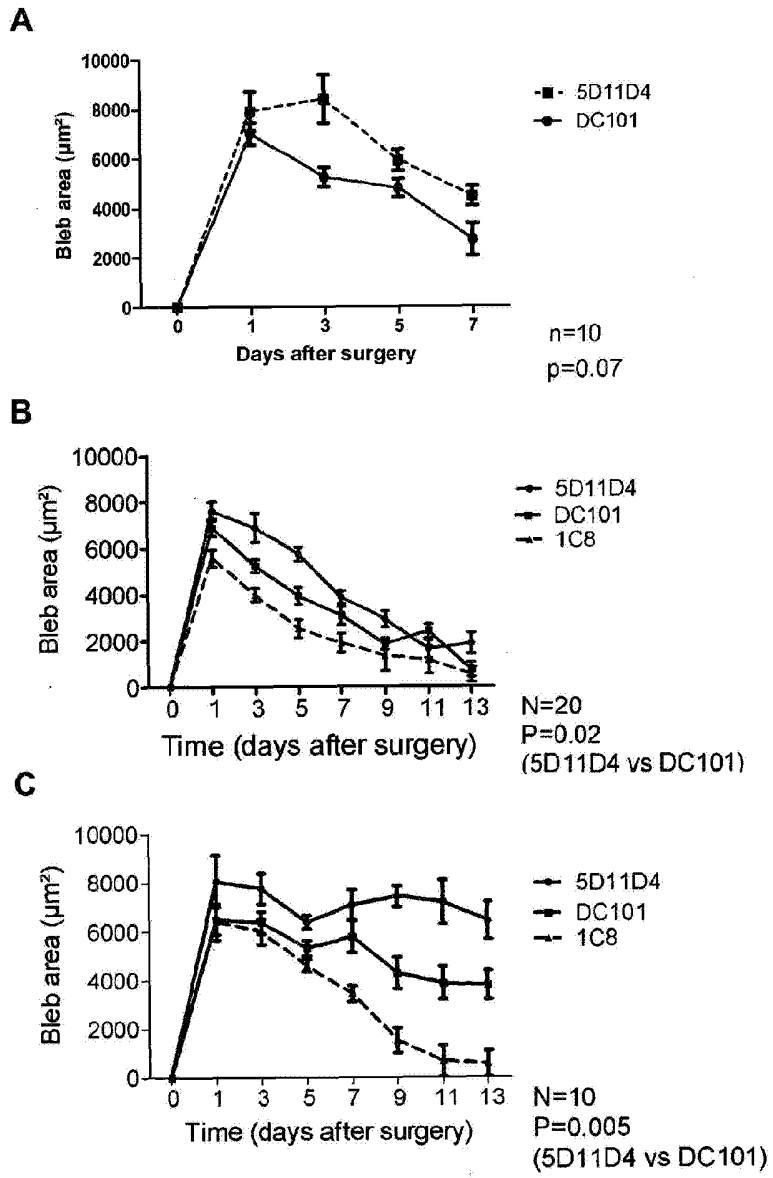 A
10000
8000
6000
4000
2000
0
Bleb area (µm²)
0 1 3 5 7
Days after surgery
5D11D4
DC101
n=10
p=0.07
B
10000
8000
6000
4000
2000
0
Bleb area (µm²)
0 1 3 5 7 9 11 13
Time (days after surgery)
5D11D4
DC101
1C8
N=20
P=0.02
(5D11D4 vs DC101)
C
10000
8000
6000
4000
2000
0
Bleb area (µm²)
0 1 3 5 7 9 11 13
Time (days after surgery)
5D11D4
DC101
1C8
N=10
P=0.005
(5D11D4 vs DC101)